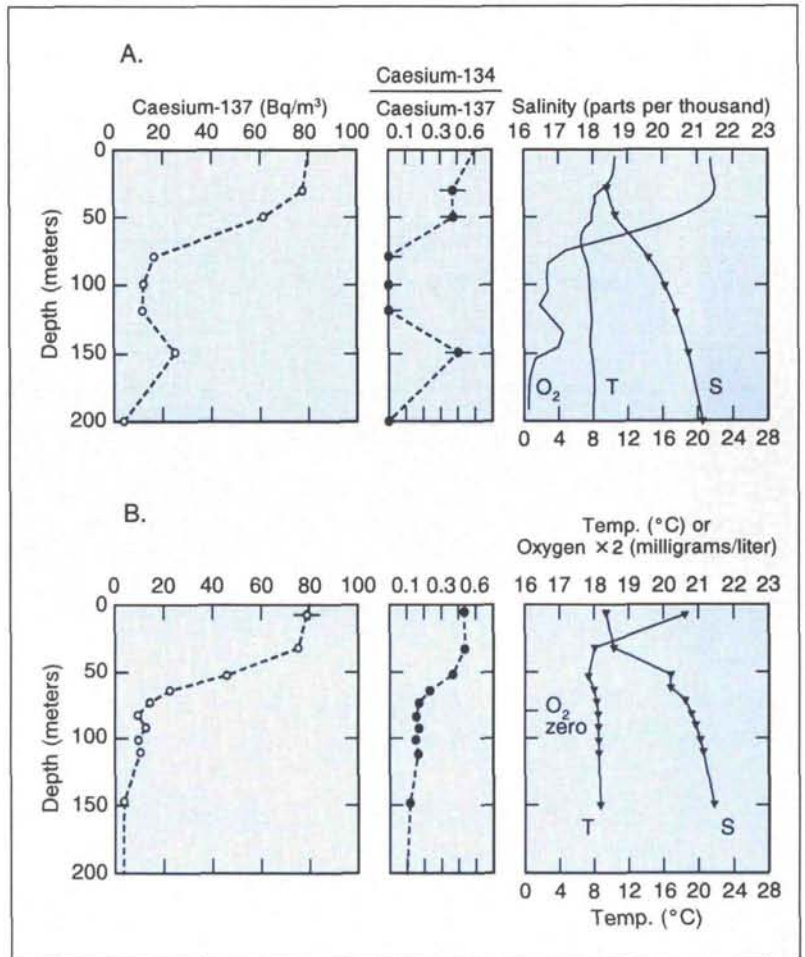 A.
Caesium-134
Caesium-137 (Bq/m³) Caesium-137 Salinity (parts per thousand)
0 20 40 60 80 100 0.1 0.3 0.6 16 17 18 19 20 21 22 23
0
50
100
150
200
Depth (meters)
O₂ T S
0 4 8 12 16 20 24 28
B.
Temp. (°C) or
Oxygen ×2 (milligrams/liter)
0 20 40 60 80 100 0.1 0.3 0.6 16 17 18 19 20 21 22 23
0
50
100
150
200
Depth (meters)
O₂
zero
T S
0 4 8 12 16 20 24 28
Temp. (°C)